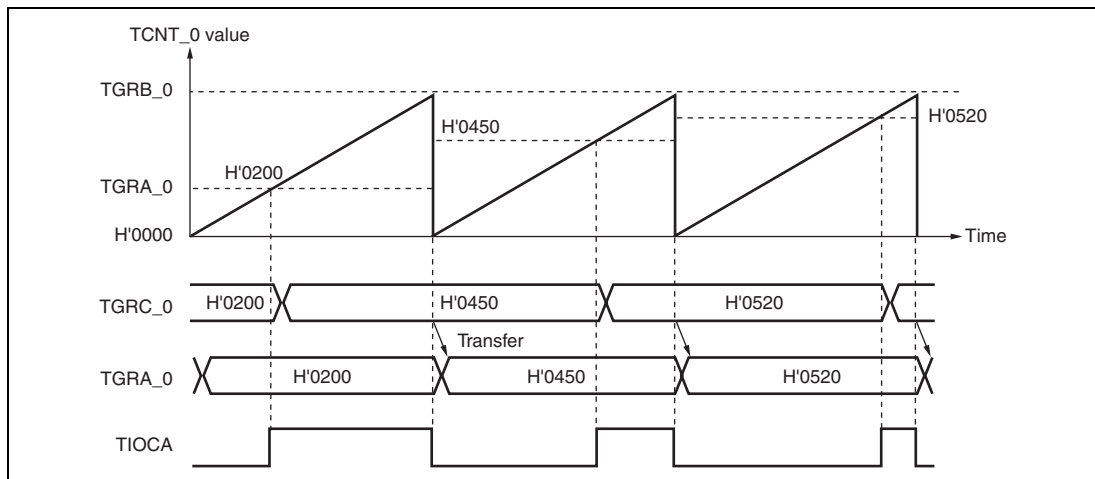 TCNT_0 value
TGRB_0
H'0520
H'0450
H'0200
TGRA_0
H'0000
Time
H'0200
H'0450
H'0520
TGRC_0
Transfer
H'0200
H'0450
H'0520
TGRA_0
TIOCA